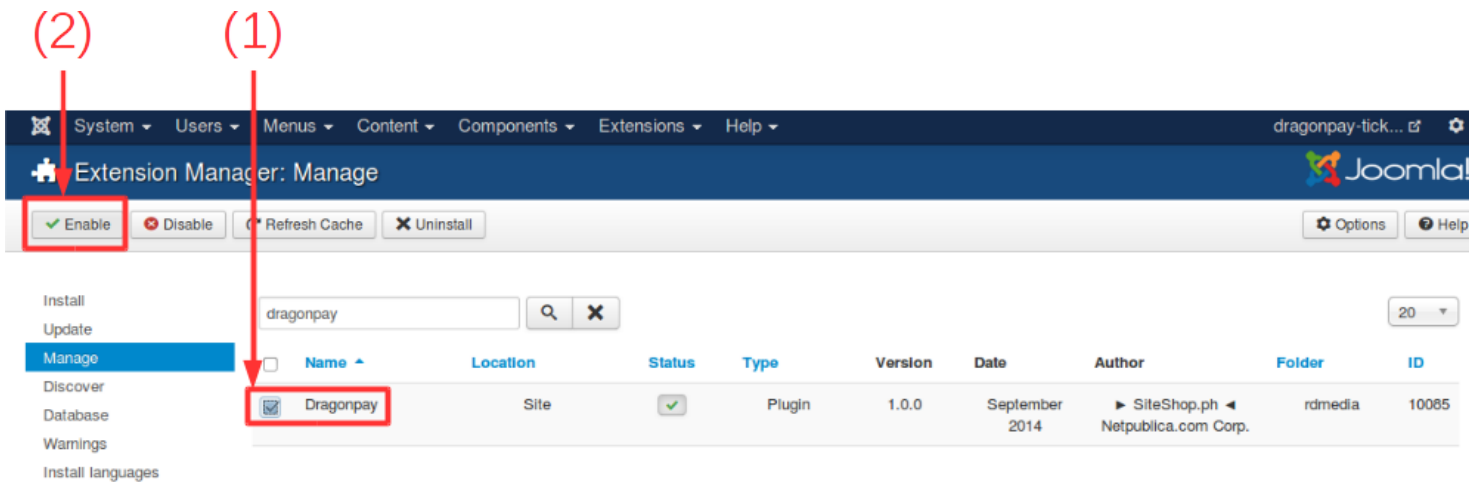 (2) (1)
System Users Menus Content Components Extensions Help dragonpay-tick...
Extension Manager: Manage Joomla!
Enable Disable Refresh Cache Uninstall Options Help
Install
dragonpay 20
Update
Manage
Name Location Status Type Version Date Author Folder ID
Discover
Dragonpay Site Plugin 1.0.0 September ► SiteShop.ph ◄ rdmedia 10085
Database
2014 Netpublica.com Corp.
Warnings
Install languages